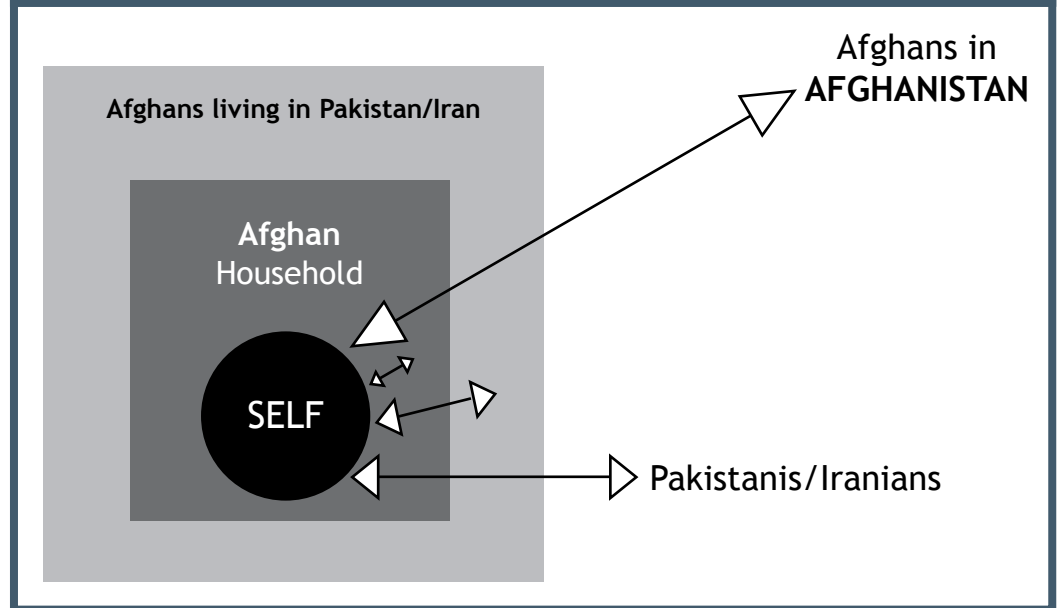 Afghans in
AFGHANISTAN
Afghans living in Pakistan/Iran
Afghan
Household
SELF
Pakistanis/Iranians